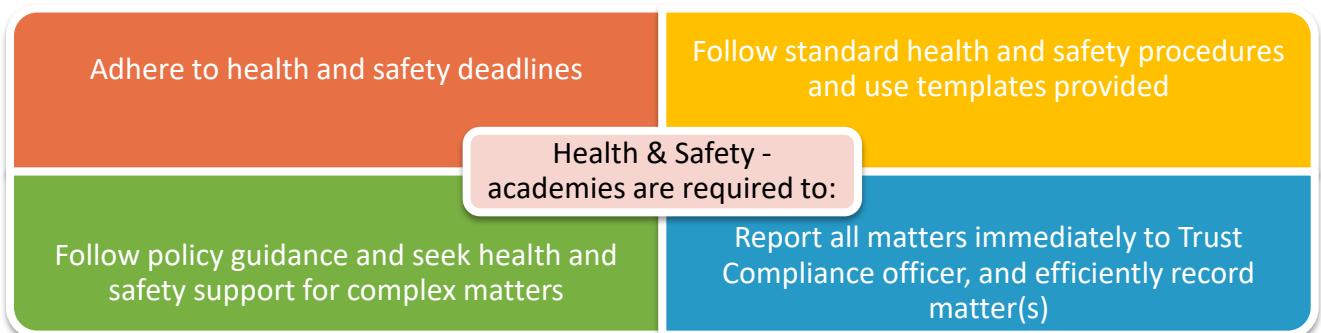 Adhere to health and safety deadlines
Follow standard health and safety procedures
and use templates provided
Health & Safety -
academies are required to:
Follow policy guidance and seek health and
safety support for complex matters
Report all matters immediately to Trust
Compliance officer, and efficiently record
matter(s)